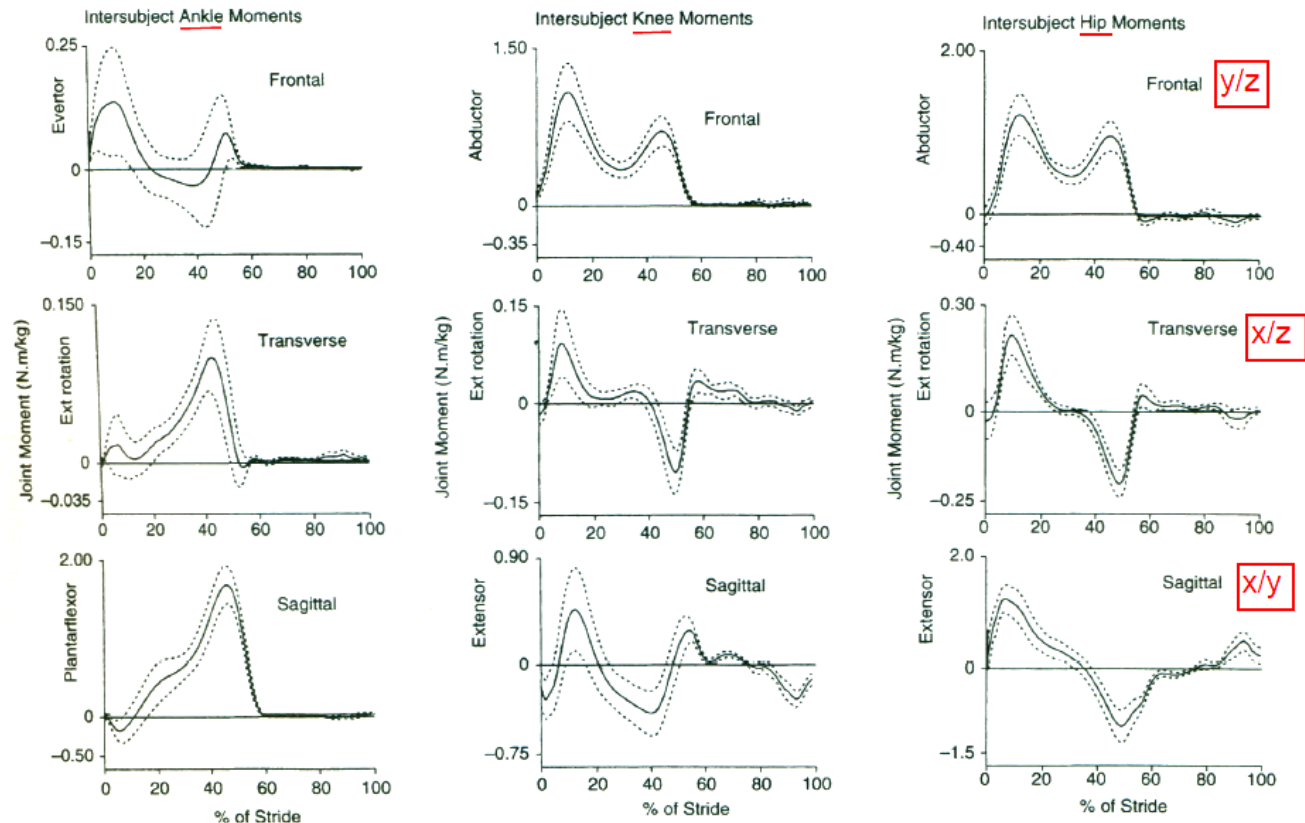 Intersubject Ankle Moments
0.25
Frontal
Evertor
0
−0.15
0 20 40 60 80 100
Intersubject Knee Moments
1.50
Frontal
Abductor
0
−0.35
0 20 40 60 80 100
Intersubject Hip Moments
2.00
Frontal y/z
Abductor
0
−0.40
0 20 40 60 80 100
0.150
Transverse
Joint Moment (N.m/kg)
Ext rotation
0
−0.035
0 20 40 60 80 100
0.15
Transverse
Joint Moment (N.m/kg)
Ext rotation
0
−0.15
0 20 40 60 80 100
0.30
Transverse x/z
Joint Moment (N.m/kg)
Ext rotation
0
−0.25
0 20 40 60 80 100
2.00
Sagittal
Plantarflexor
0
−0.50
0 20 40 60 80 100
% of Stride
0.90
Sagittal
Extensor
0
−0.75
0 20 40 60 80 100
% of Stride
2.0
Sagittal x/y
Extensor
0
−1.5
0 20 40 60 80 100
% of Stride